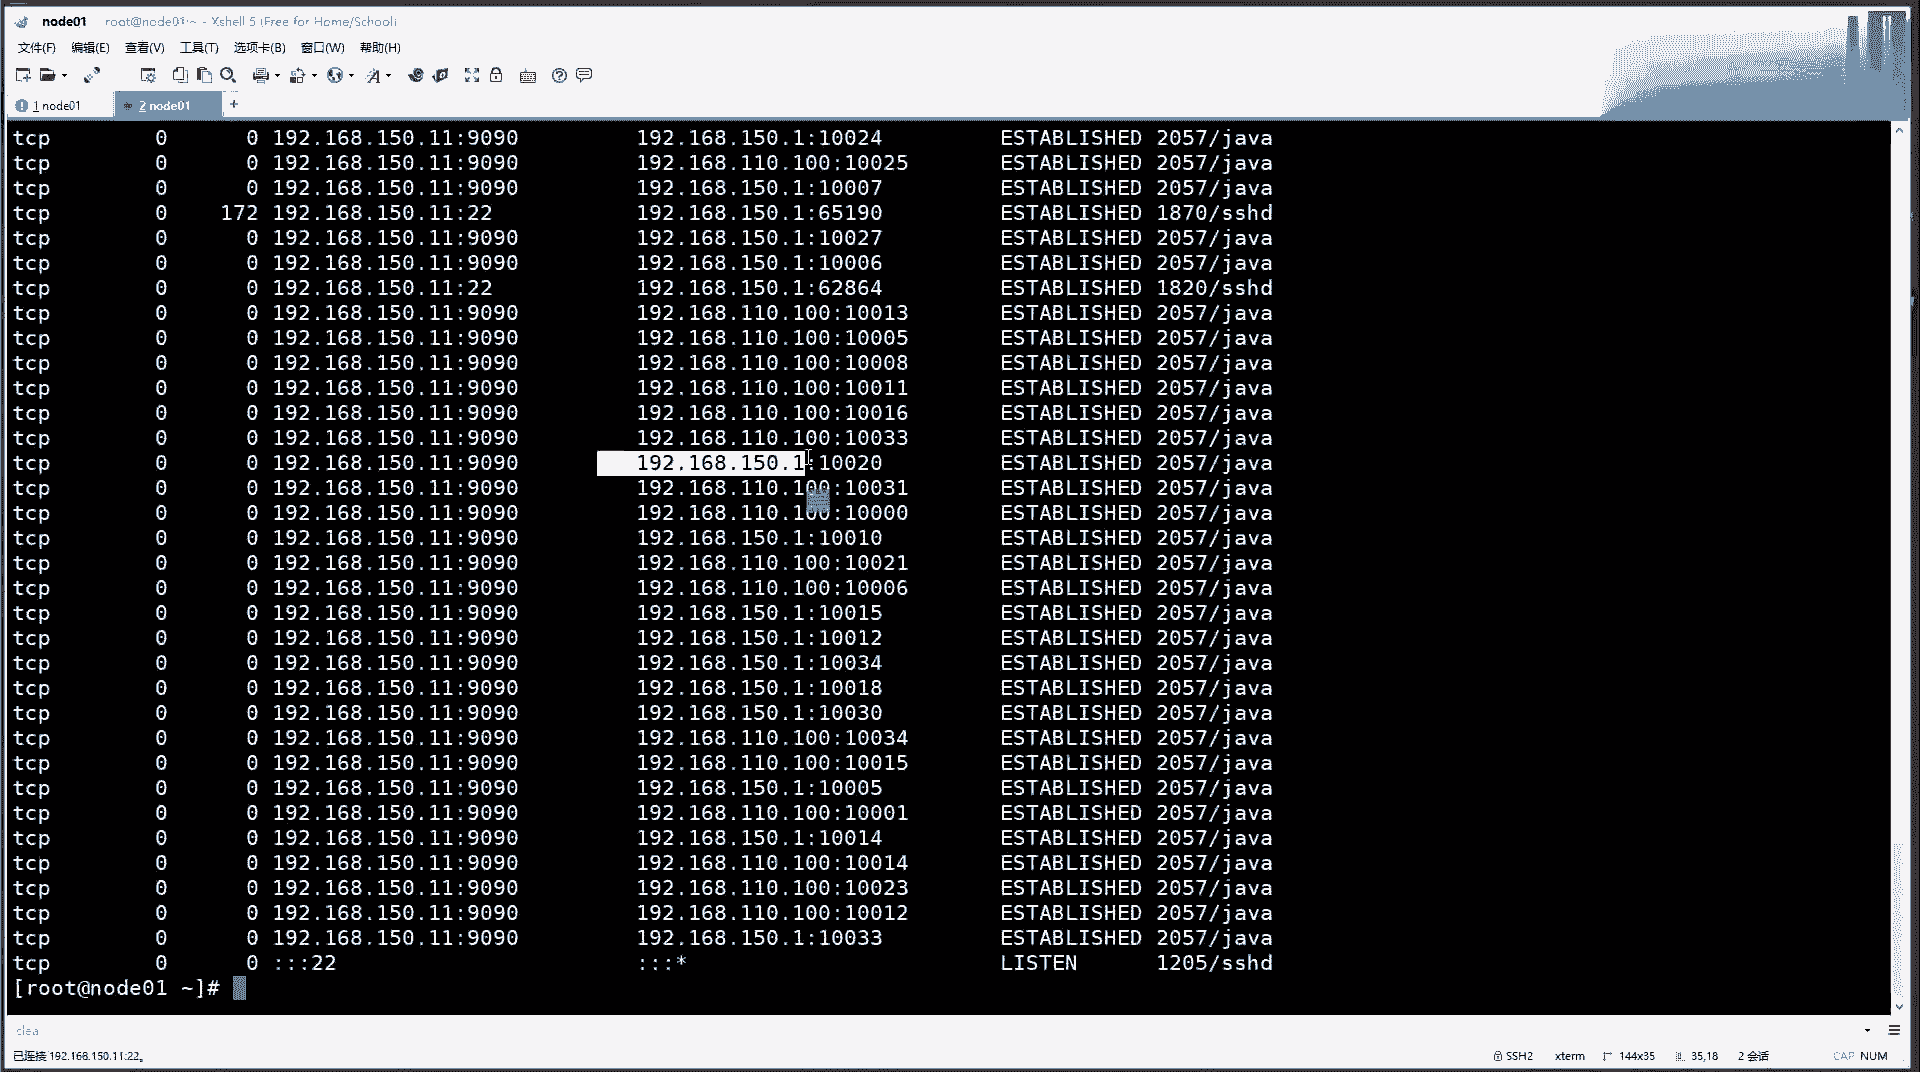 node01 root@node01:~ - Xshell 5 (Free for Home/School)
文件(F) 编辑(E) 查看(V) 工具(T) 选项卡(B) 窗口(W) 帮助(H)
1 node01 2 node01 +
tcp 0 0 192.168.150.11:9090 192.168.150.1:10024 ESTABLISHED 2057/java
tcp 0 0 192.168.150.11:9090 192.168.110.100:10025 ESTABLISHED 2057/java
tcp 0 0 192.168.150.11:9090 192.168.150.1:10007 ESTABLISHED 2057/java
tcp 0 172 192.168.150.11:22 192.168.150.1:65190 ESTABLISHED 1870/sshd
tcp 0 0 192.168.150.11:9090 192.168.150.1:10027 ESTABLISHED 2057/java
tcp 0 0 192.168.150.11:9090 192.168.150.1:10006 ESTABLISHED 2057/java
tcp 0 0 192.168.150.11:22 192.168.150.1:62864 ESTABLISHED 1820/sshd
tcp 0 0 192.168.150.11:9090 192.168.110.100:10013 ESTABLISHED 2057/java
tcp 0 0 192.168.150.11:9090 192.168.110.100:10005 ESTABLISHED 2057/java
tcp 0 0 192.168.150.11:9090 192.168.110.100:10008 ESTABLISHED 2057/java
tcp 0 0 192.168.150.11:9090 192.168.110.100:10011 ESTABLISHED 2057/java
tcp 0 0 192.168.150.11:9090 192.168.110.100:10016 ESTABLISHED 2057/java
tcp 0 0 192.168.150.11:9090 192.168.110.100:10033 ESTABLISHED 2057/java
tcp 0 0 192.168.150.11:9090 192.168.150.1:10020 ESTABLISHED 2057/java
tcp 0 0 192.168.150.11:9090 192.168.110.100:10031 ESTABLISHED 2057/java
tcp 0 0 192.168.150.11:9090 192.168.110.100:10000 ESTABLISHED 2057/java
tcp 0 0 192.168.150.11:9090 192.168.150.1:10010 ESTABLISHED 2057/java
tcp 0 0 192.168.150.11:9090 192.168.110.100:10021 ESTABLISHED 2057/java
tcp 0 0 192.168.150.11:9090 192.168.110.100:10006 ESTABLISHED 2057/java
tcp 0 0 192.168.150.11:9090 192.168.150.1:10015 ESTABLISHED 2057/java
tcp 0 0 192.168.150.11:9090 192.168.150.1:10012 ESTABLISHED 2057/java
tcp 0 0 192.168.150.11:9090 192.168.150.1:10034 ESTABLISHED 2057/java
tcp 0 0 192.168.150.11:9090 192.168.150.1:10018 ESTABLISHED 2057/java
tcp 0 0 192.168.150.11:9090 192.168.150.1:10030 ESTABLISHED 2057/java
tcp 0 0 192.168.150.11:9090 192.168.110.100:10034 ESTABLISHED 2057/java
tcp 0 0 192.168.150.11:9090 192.168.110.100:10015 ESTABLISHED 2057/java
tcp 0 0 192.168.150.11:9090 192.168.150.1:10005 ESTABLISHED 2057/java
tcp 0 0 192.168.150.11:9090 192.168.110.100:10001 ESTABLISHED 2057/java
tcp 0 0 192.168.150.11:9090 192.168.150.1:10014 ESTABLISHED 2057/java
tcp 0 0 192.168.150.11:9090 192.168.110.100:10014 ESTABLISHED 2057/java
tcp 0 0 192.168.150.11:9090 192.168.110.100:10023 ESTABLISHED 2057/java
tcp 0 0 192.168.150.11:9090 192.168.110.100:10012 ESTABLISHED 2057/java
tcp 0 0 192.168.150.11:9090 192.168.150.1:10033 ESTABLISHED 2057/java
tcp 0 0 :::22 :::* LISTEN 1205/sshd
[root@node01 ~]#
clea
已连接 192.168.150.11:22。 SSH2 xterm 144x35 35,18 2 会话 CAP NUM